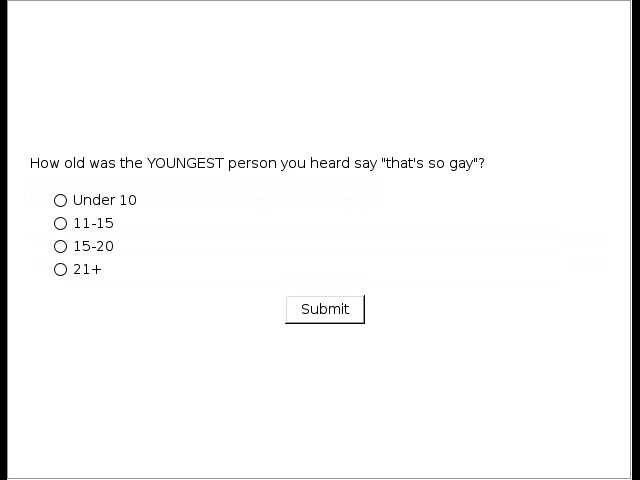 How old was the YOUNGEST person you heard say "that's so gay"?
Under 10
11-15
15-20
21+
Submit